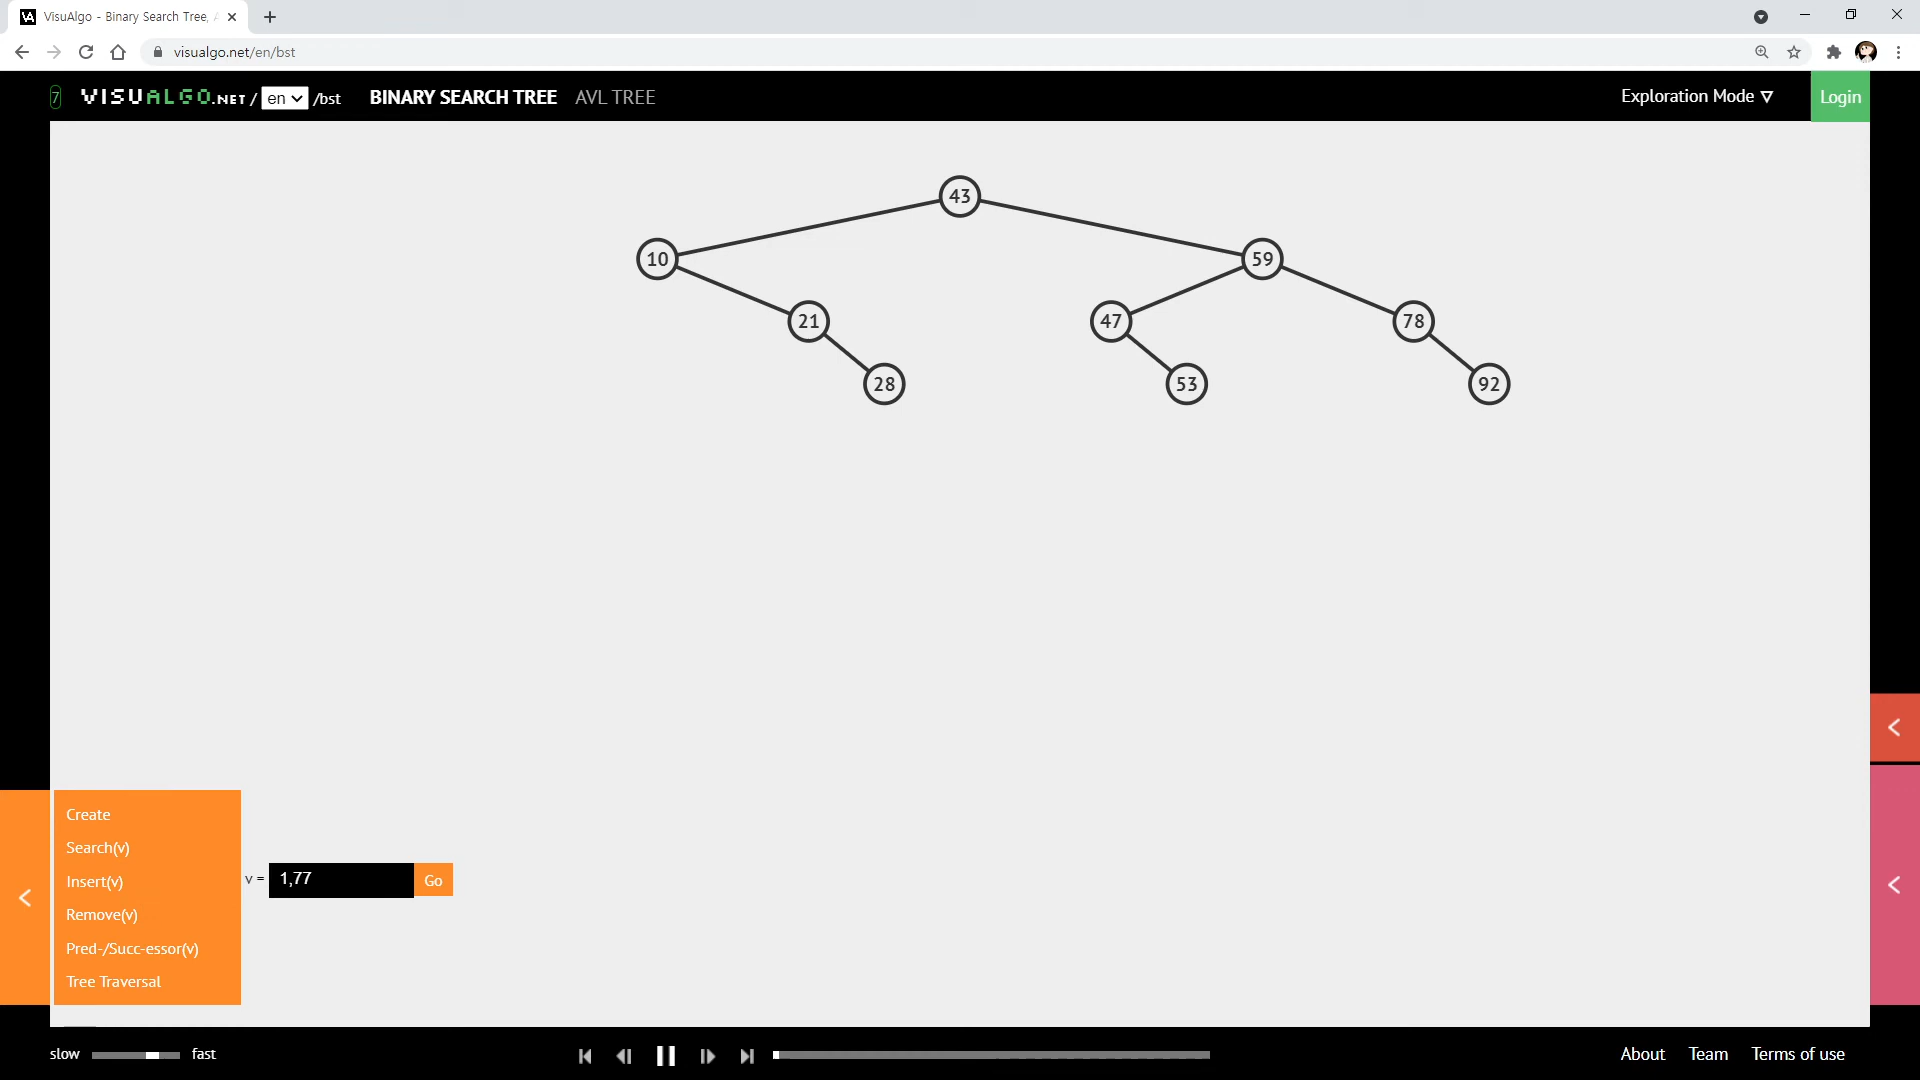 VisuAlgo - Binary Search Tree,
visualgo.net/en/bst
7 VISUALGO.NET / en /bst BINARY SEARCH TREE AVL TREE Exploration Mode ▽ Login
43
10 59
21 47 78
28 53 92
Create
Search(v)
Insert(v)
v = 1,77 Go
Remove(v)
Pred-/Succ-essor(v)
Tree Traversal
slow fast About Team Terms of use